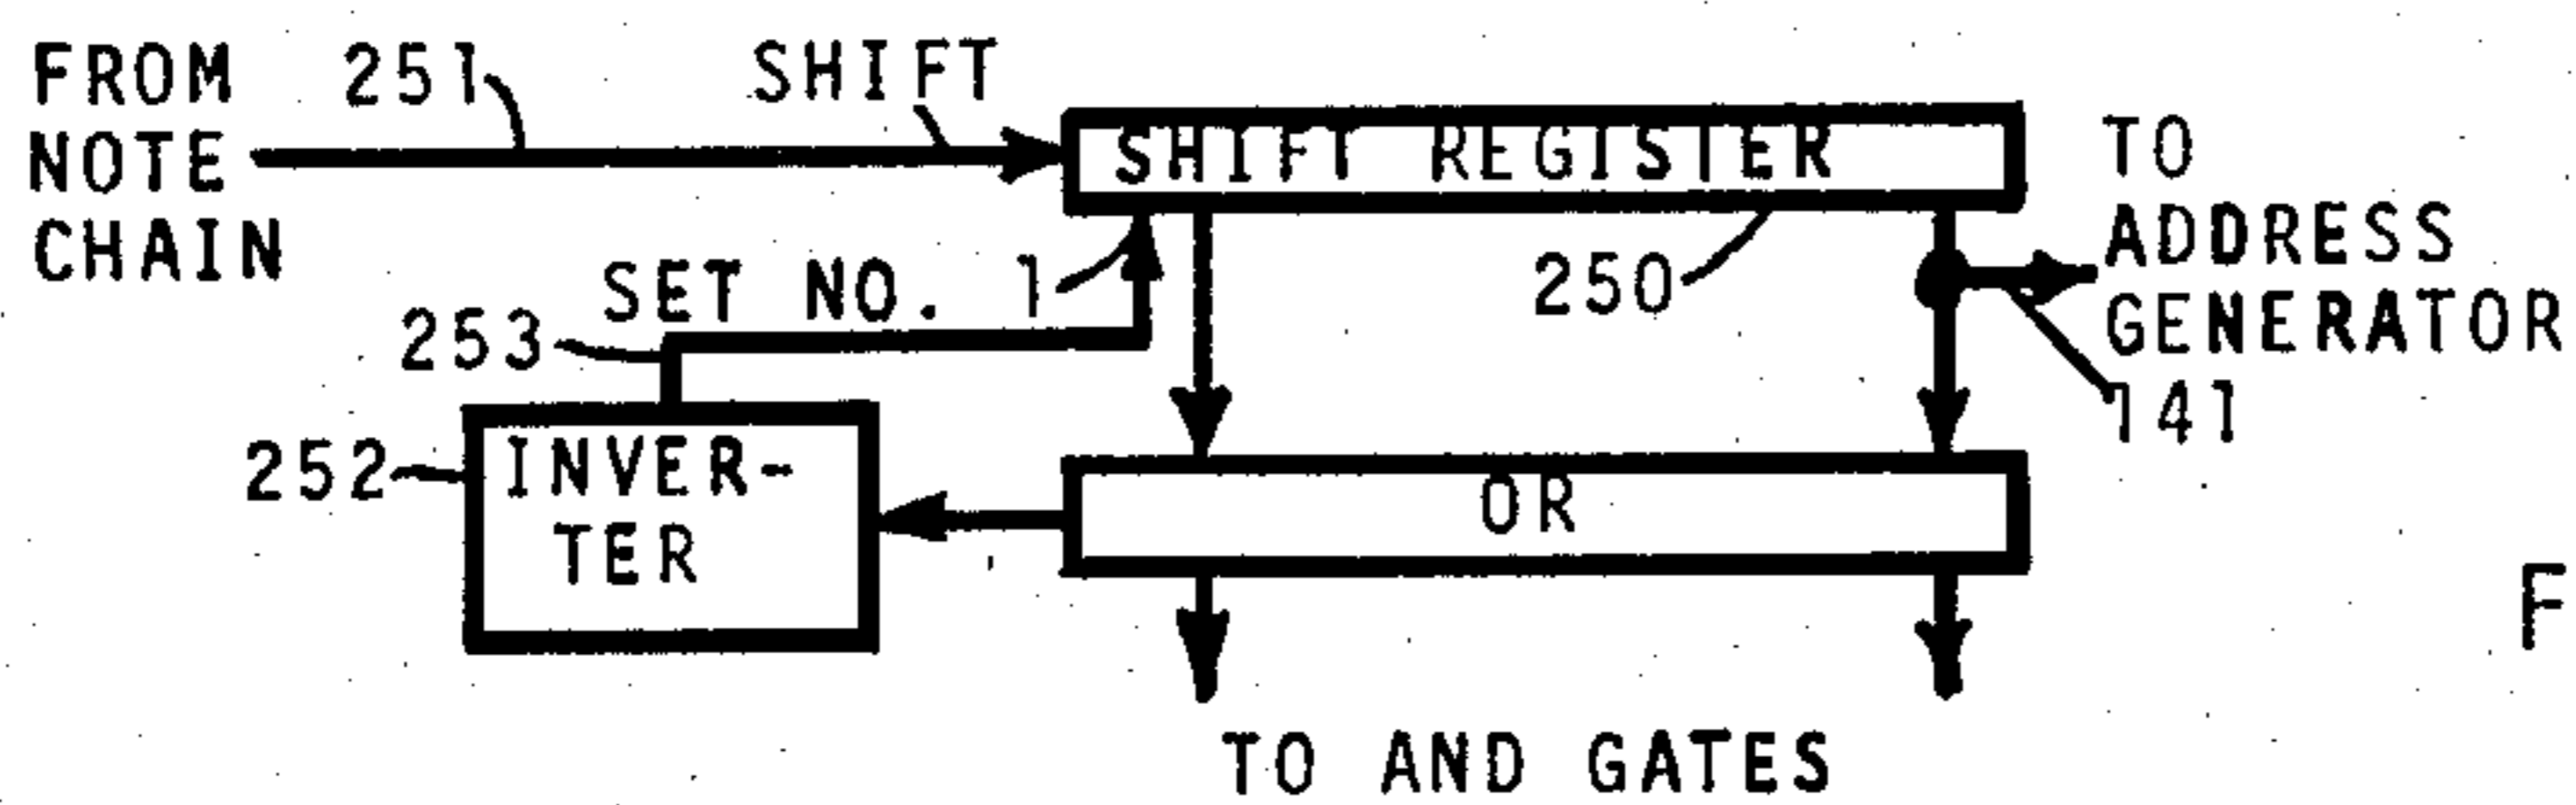 FROM
NOTE
CHAIN
251
SHIFT
SHIFT REGISTER
TO
ADDRESS
GENERATOR
141
SET NO. 1
250
253
252
INVER-
TER
OR
TO AND GATES
F